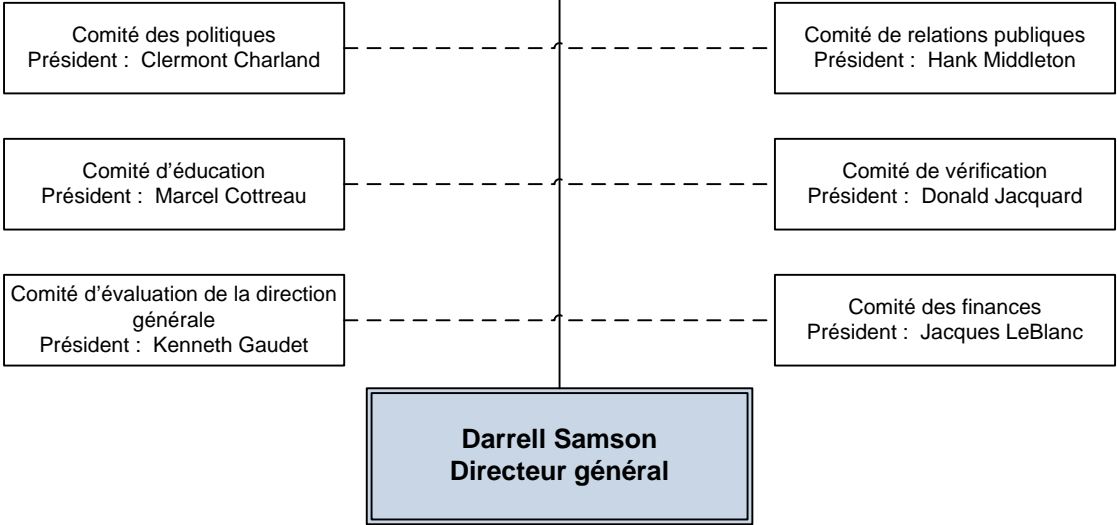 Comité des politiques
Président :  Clermont Charland
Comité de relations publiques
Président :  Hank Middleton
Comité d’éducation
Président :  Marcel Cottreau
Comité de vérification
Président :  Donald Jacquard
Comité d’évaluation de la direction
générale
Président :  Kenneth Gaudet
Comité des finances
Président :  Jacques LeBlanc
Darrell Samson
Directeur général